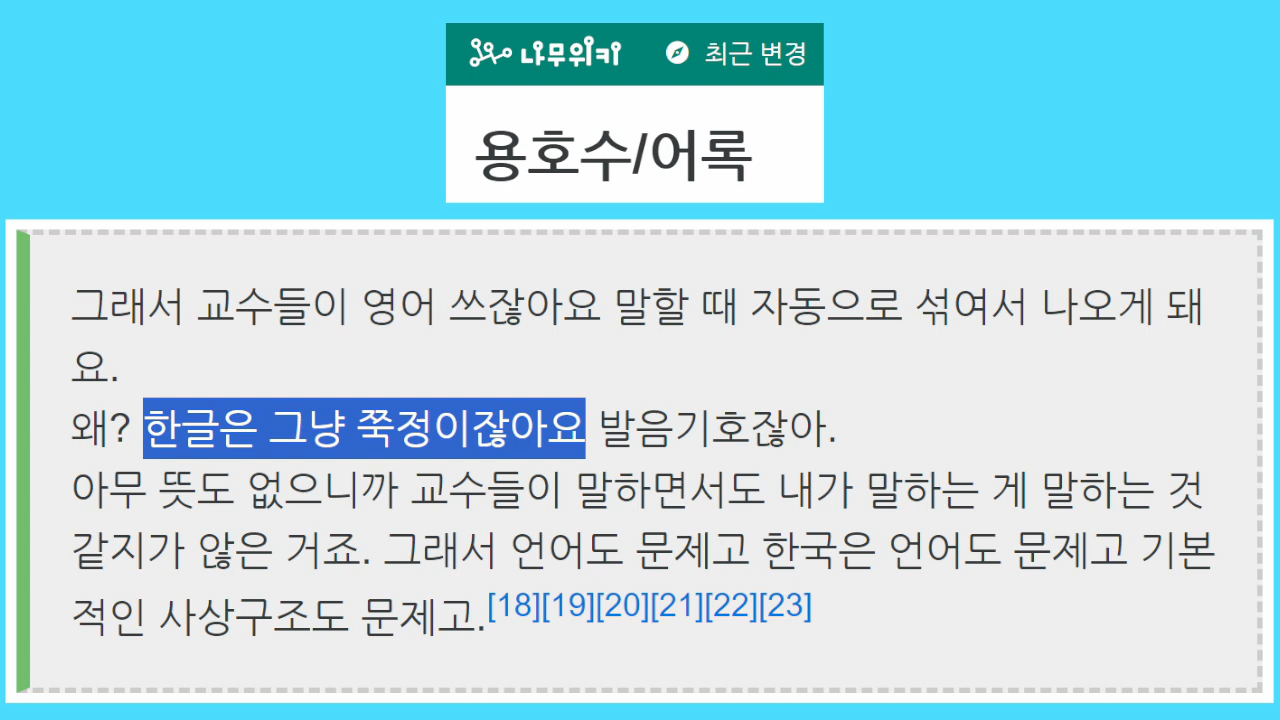 나무위키 최근 변경
용호수/어록
그래서 교수들이 영어 쓰잖아요 말할 때 자동으로 섞여서 나오게 돼
요.
왜? 한글은 그냥 쭉정이잖아요 발음기호잖아.
아무 뜻도 없으니까 교수들이 말하면서도 내가 말하는 게 말하는 것
같지가 않은 거죠. 그래서 언어도 문제고 한국은 언어도 문제고 기본
적인 사상구조도 문제고.[18][19][20][21][22][23]